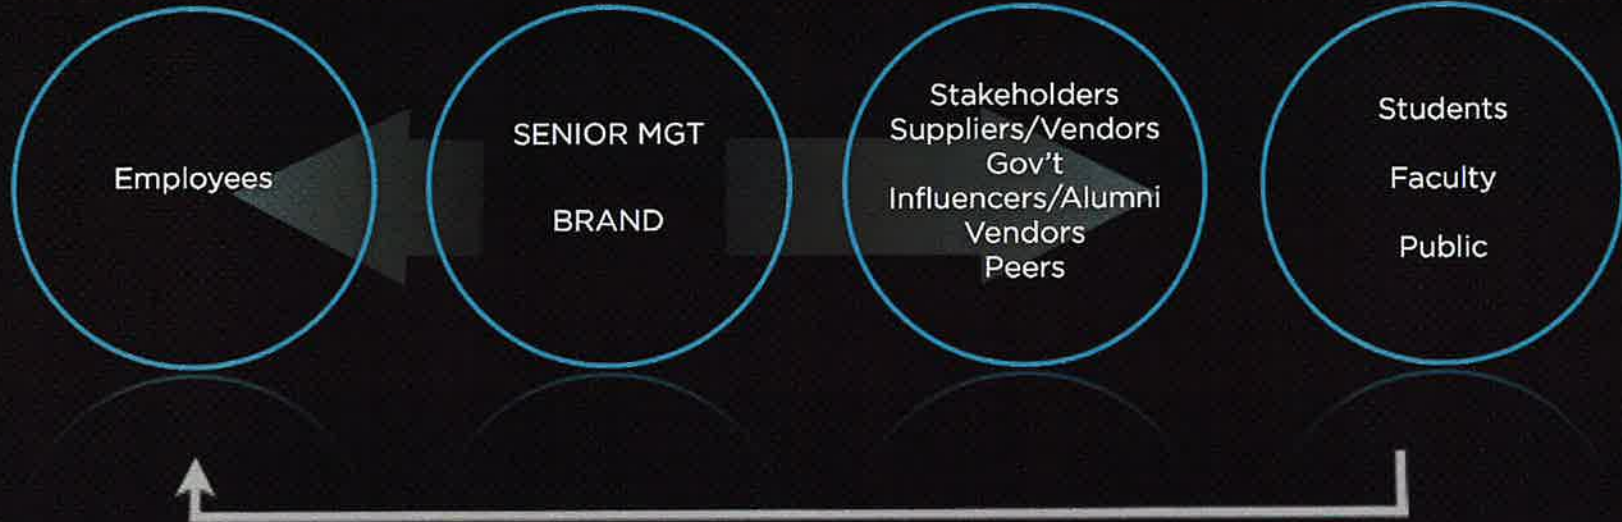 Employees
SENIOR MGT
BRAND
Stakeholders
Suppliers/Vendors
Gov't
Influencers/Alumni
Vendors
Peers
Students
Faculty
Public